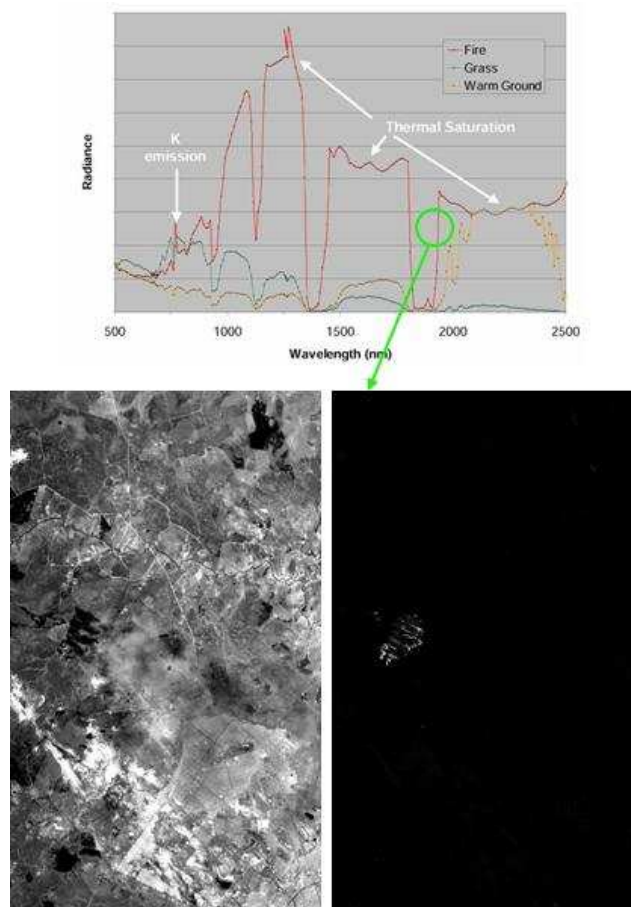 Fire
Grass
Warm Ground
Thermal Saturation
K
emission
Radiance
500
1000
1500
2000
2500
Wavelength (nm)